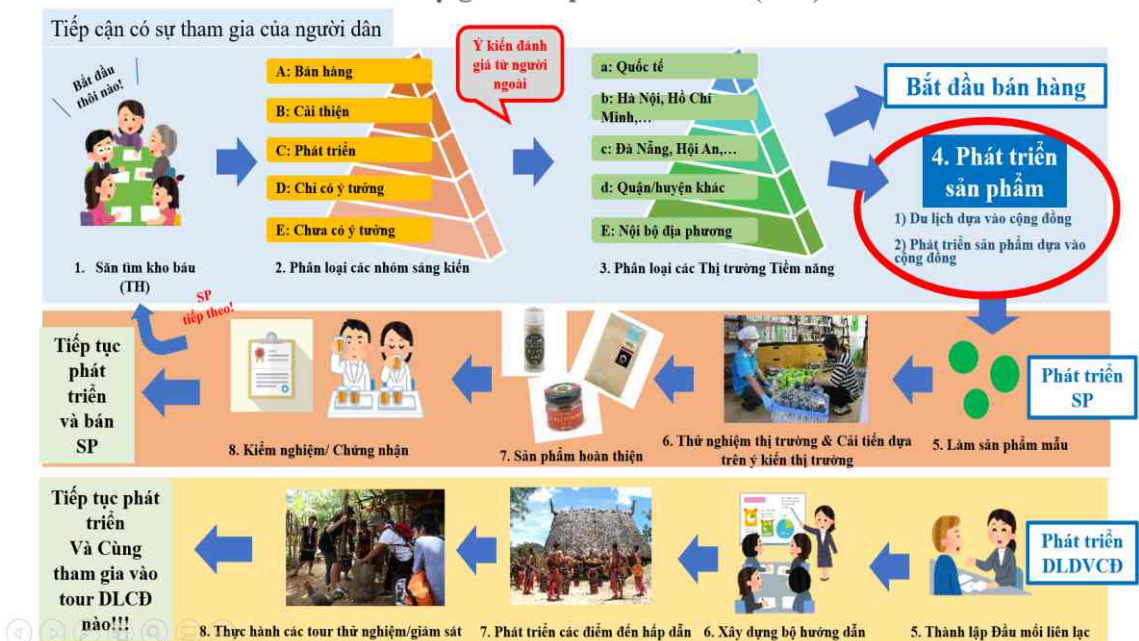 Tiếp cận có sự tham gia của người dân
Bắt đầu
thôi nào!
1. Săn tìm kho báu
(TH)
A: Bán hàng
B: Cải thiện
C: Phát triển
D: Chỉ có ý tưởng
E: Chưa có ý tưởng
2. Phân loại các nhóm sáng kiến
Ý kiến đánh
giá từ người
ngoài
a: Quốc tế
b: Hà Nội, Hồ Chí
Minh,...
c: Đà Nẵng, Hội An,...
d: Quận/huyện khác
E: Nội bộ địa phương
3. Phân loại các Thị trường Tiềm năng
Bắt đầu bán hàng
4. Phát triển
sản phẩm
1) Du lịch dựa vào cộng đồng
2) Phát triển sản phẩm dựa vào
cộng đồng
SP
tiếp theo!
Phát triển
SP
5. Làm sản phẩm mẫu
6. Thử nghiệm thị trường & Cải tiến dựa
trên ý kiến thị trường
7. Sản phẩm hoàn thiện
8. Kiểm nghiệm/ Chứng nhận
Tiếp tục
phát
triển
và bán
SP
Phát triển
DLDVCĐ
5. Thành lập Đầu mối liên lạc
6. Xây dựng bộ hướng dẫn
7. Phát triển các điểm đến hấp dẫn
8. Thực hành các tour thử nghiệm/giám sát
Tiếp tục phát
triển
Và Cùng
tham gia vào
tour DLCĐ
nào!!!